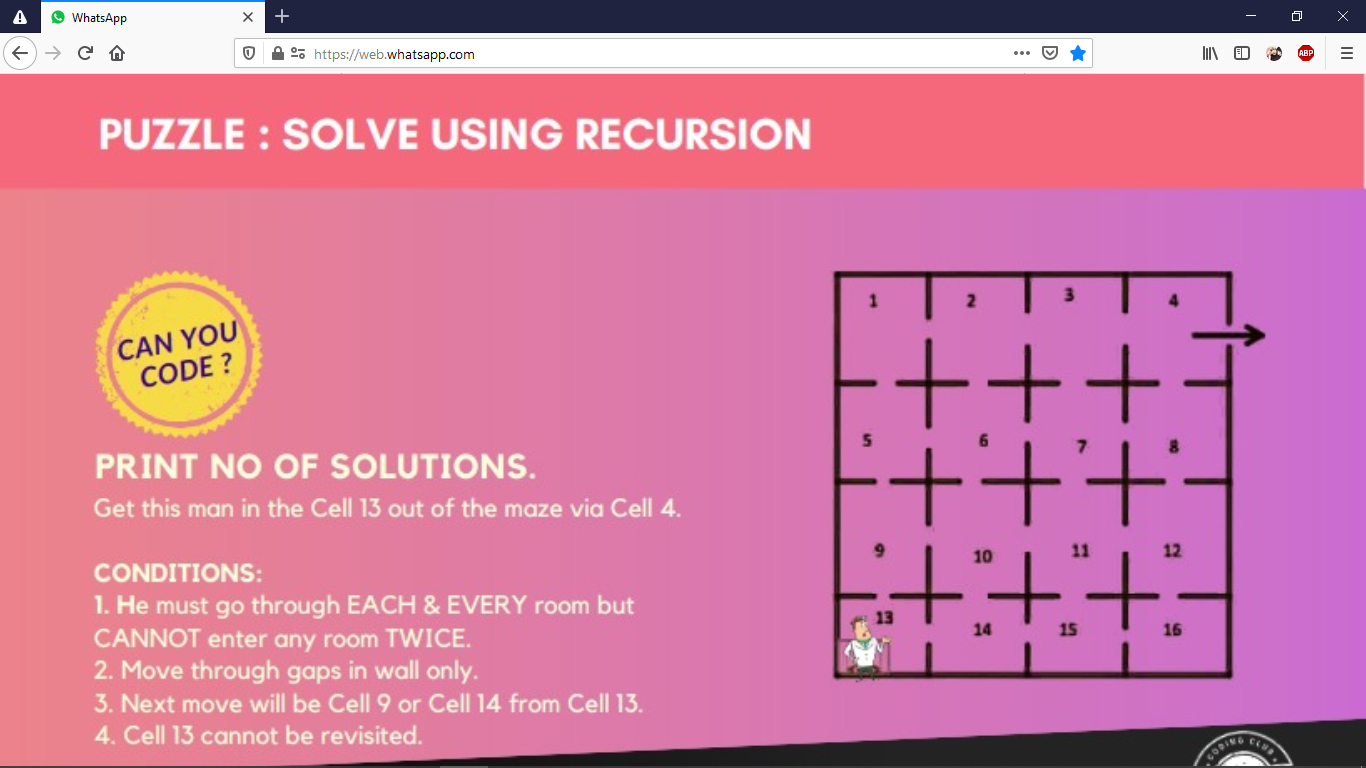 WhatsApp
https://web.whatsapp.com
ABP
PUZZLE : SOLVE USING RECURSION
CAN YOU
CODE ?
PRINT NO OF SOLUTIONS.
Get this man in the Cell 13 out of the maze via Cell 4.
CONDITIONS:
1. He must go through EACH & EVERY room but
CANNOT enter any room TWICE.
2. Move through gaps in wall only.
3. Next move will be Cell 9 or Cell 14 from Cell 13.
4. Cell 13 cannot be revisited.
1 2 3 4
5 6 7 8
9 10 11 12
13 14 15 16
CODING CLUB